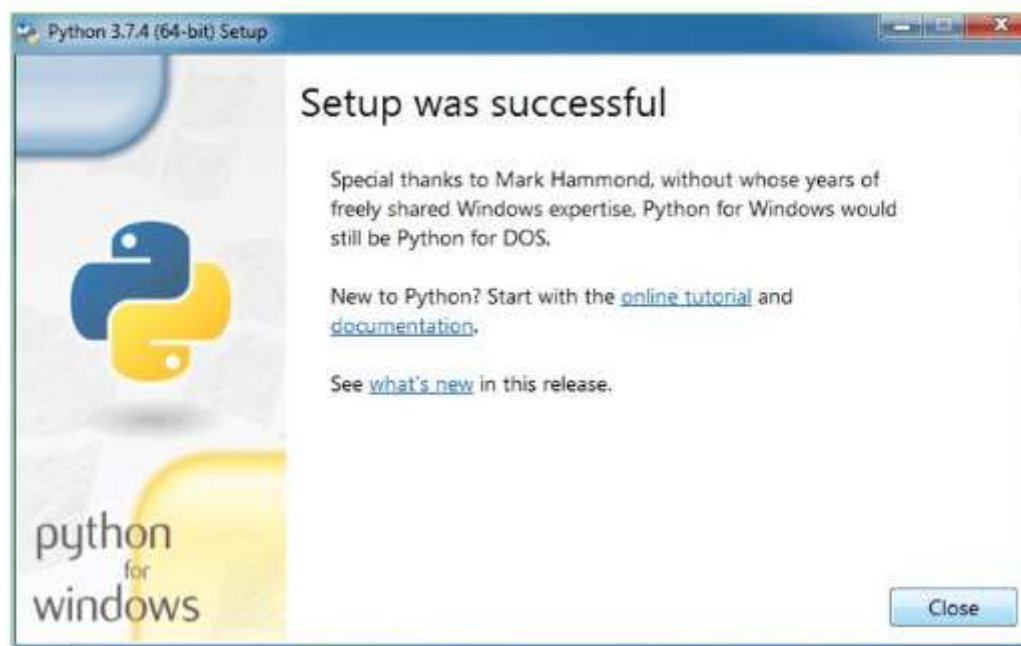 Python 3.7.4 (64-bit) Setup
Setup was successful
Special thanks to Mark Hammond, without whose years of
freely shared Windows expertise, Python for Windows would
still be Python for DOS.
New to Python? Start with the online tutorial and
documentation.
See what's new in this release.
python
for
windows
Close